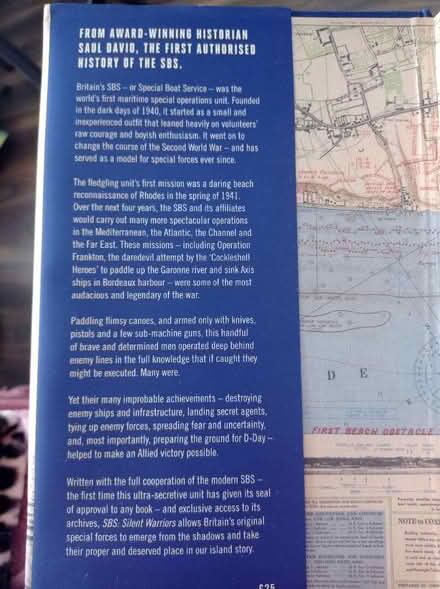 FROM AWARD-WINNING HISTORIAN
SAUL DAVID, THE FIRST AUTHORISED
HISTORY OF THE SBS.
Britain's SBS – or Special Boat Service – was the
world's first maritime special operations unit. Founded
in the dark days of 1940, it started as a small and
inexperienced outfit that leaned heavily on volunteers'
raw courage and boyish enthusiasm. It went on to
change the course of the Second World War – and has
served as a model for special forces ever since.
The fledgling unit's first mission was a daring beach
reconnaissance of Rhodes in the spring of 1941.
Over the next four years, the SBS and its affiliates
would carry out many more spectacular operations
in the Mediterranean, the Atlantic, the Channel and
the Far East. These missions – including Operation
Frankton, the daredevil attempt by the 'Cockleshell
Heroes' to paddle up the Garonne river and sink Axis
ships in Bordeaux harbour – were some of the most
audacious and legendary of the war.
Paddling flimsy canoes, and armed only with knives,
pistols and a few sub-machine guns, this handful
of brave and determined men operated deep behind
enemy lines in the full knowledge that if caught they
might be executed. Many were.
Yet their many improbable achievements – destroying
enemy ships and infrastructure, landing secret agents,
tying up enemy forces, spreading fear and uncertainty,
and, most importantly, preparing the ground for D-Day –
helped to make an Allied victory possible.
Written with the full cooperation of the modern SBS –
the first time this ultra-secretive unit has given its seal
of approval to any book – and exclusive access to its
archives, SBS: Silent Warriors allows Britain's original
special forces to emerge from the shadows and take
their proper and deserved place in our island story.
£25
D E
FIRST BEACH OBSTACLE